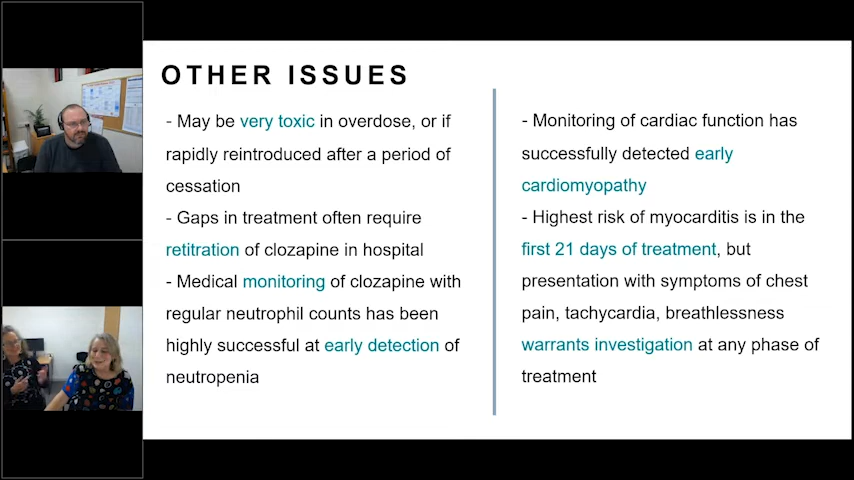 OTHER ISSUES
- May be very toxic in overdose, or if
rapidly reintroduced after a period of
cessation
- Gaps in treatment often require
retitration of clozapine in hospital
- Medical monitoring of clozapine with
regular neutrophil counts has been
highly successful at early detection of
neutropenia
- Monitoring of cardiac function has
successfully detected early
cardiomyopathy
- Highest risk of myocarditis is in the
first 21 days of treatment, but
presentation with symptoms of chest
pain, tachycardia, breathlessness
warrants investigation at any phase of
treatment